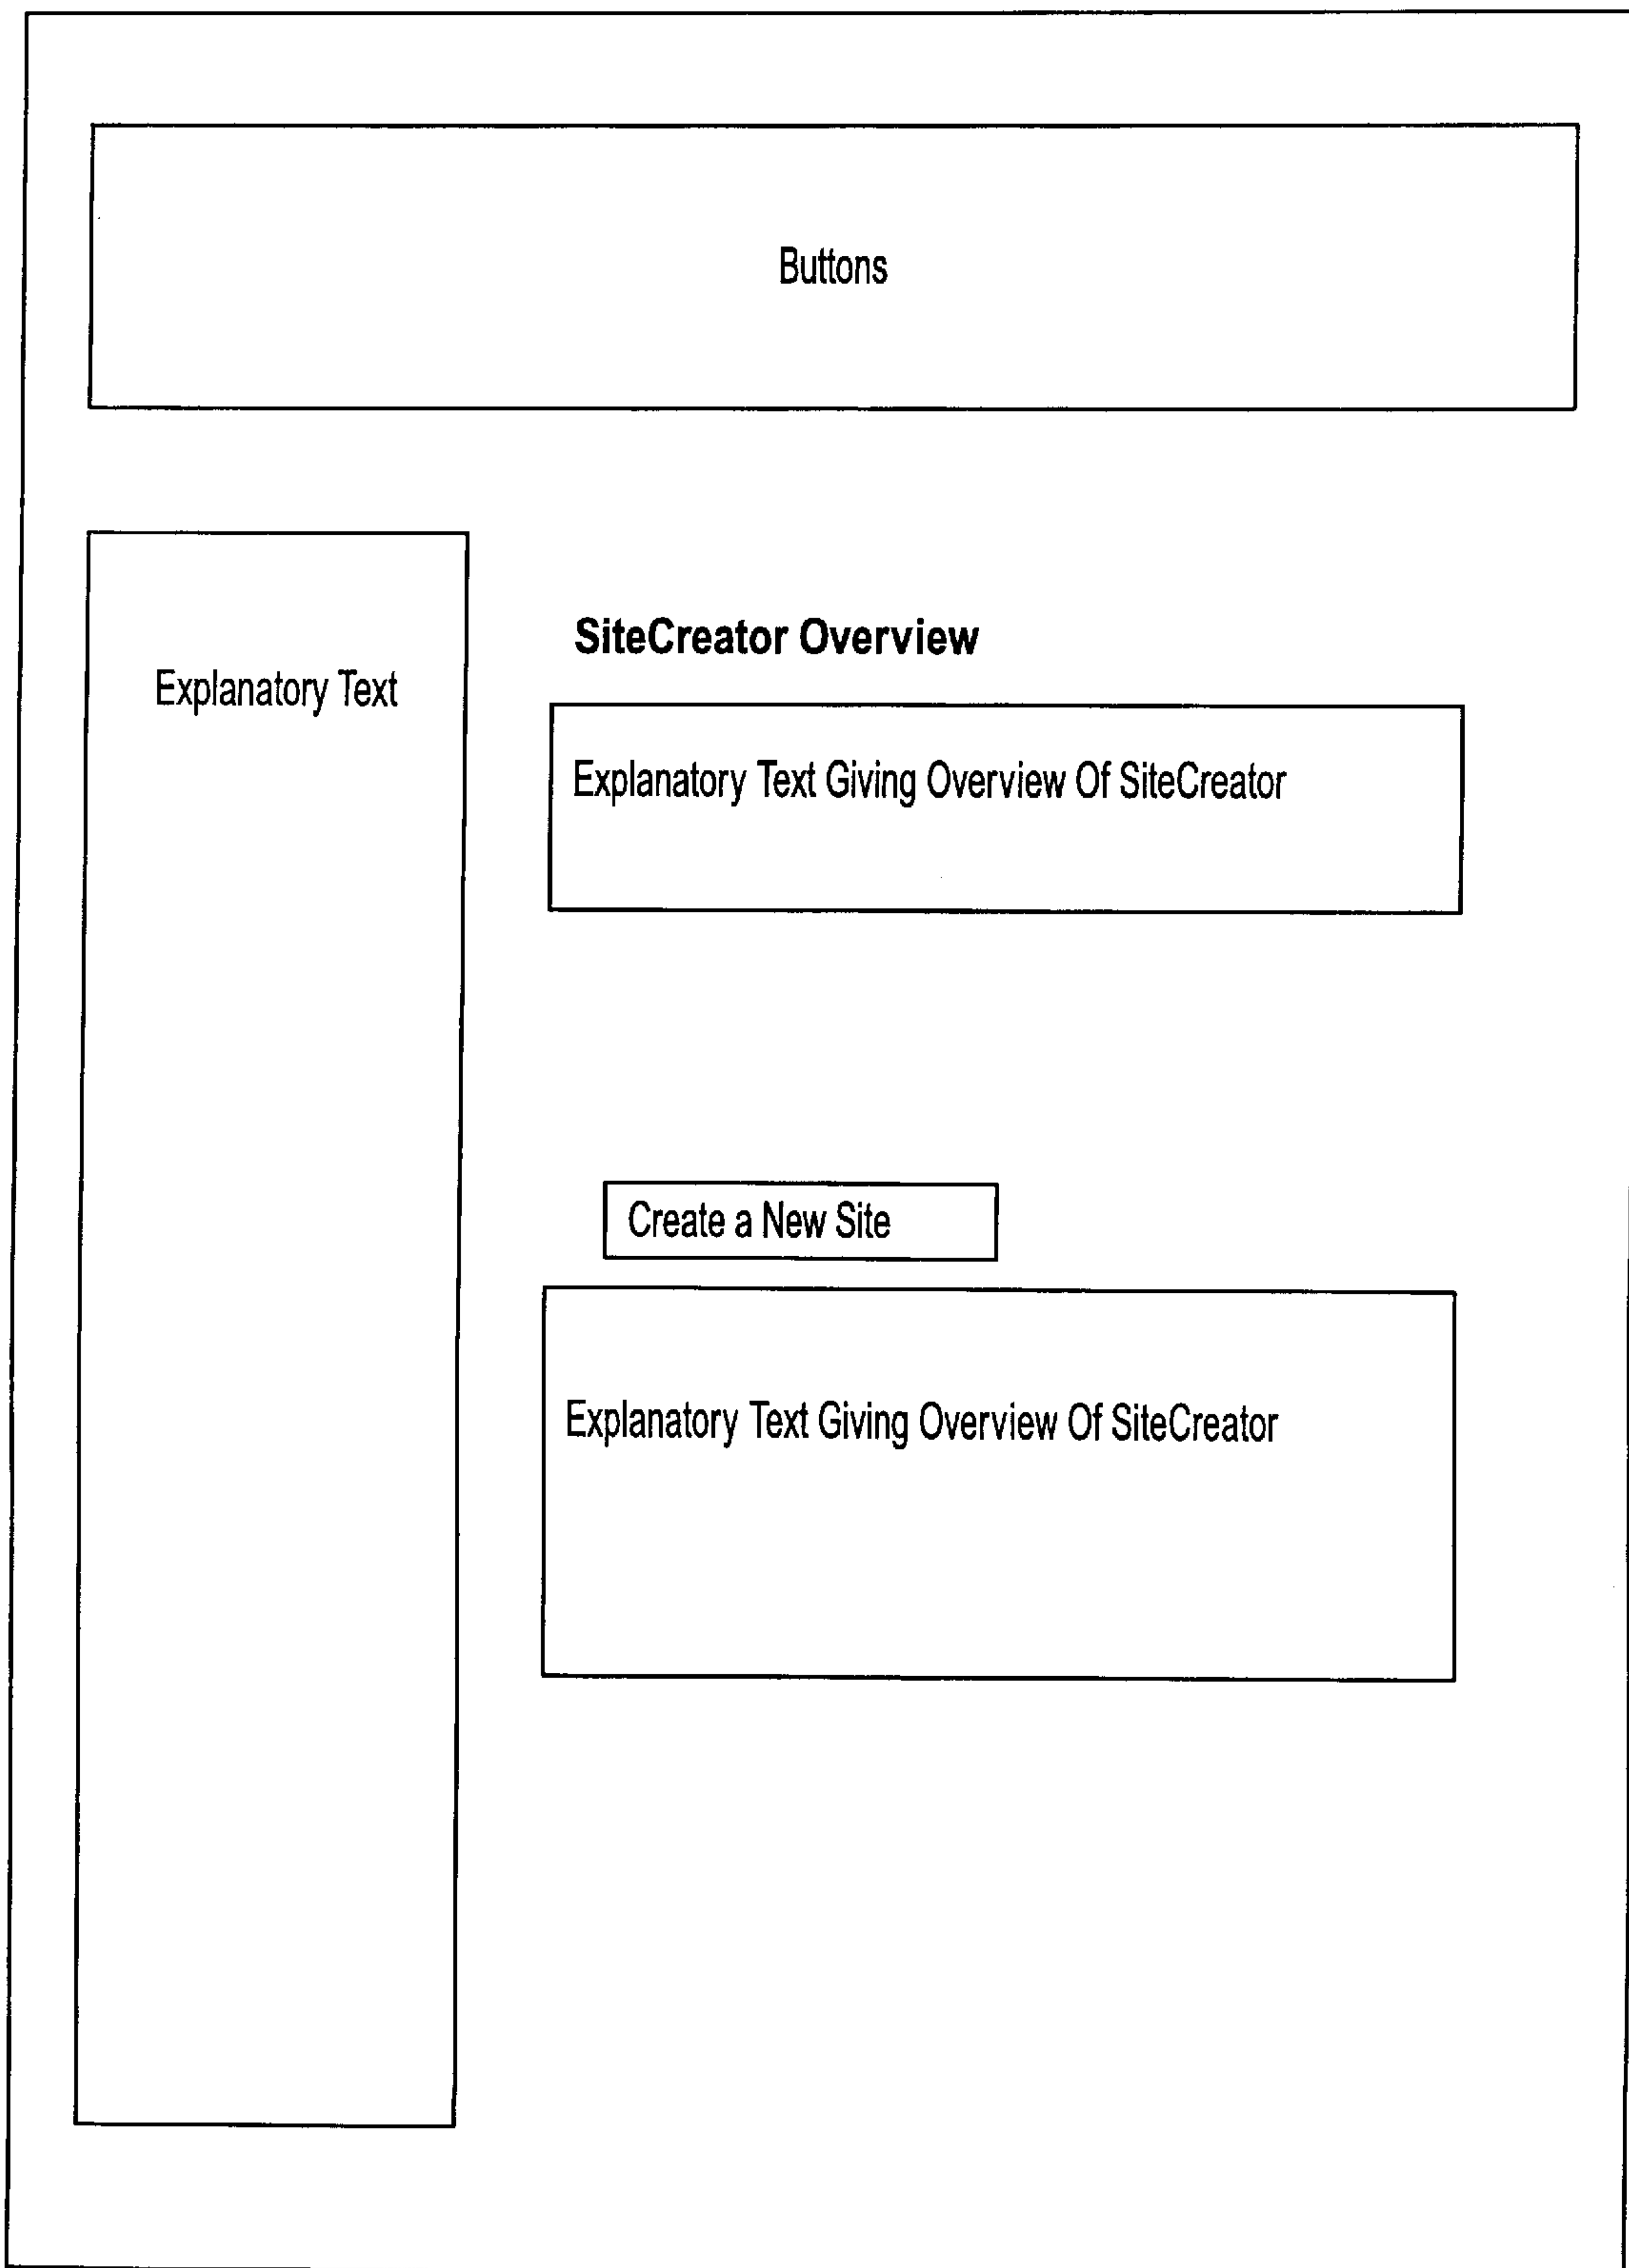 Buttons
Explanatory Text
SiteCreator Overview
Explanatory Text Giving Overview Of SiteCreator
Create a New Site
Explanatory Text Giving Overview Of SiteCreator